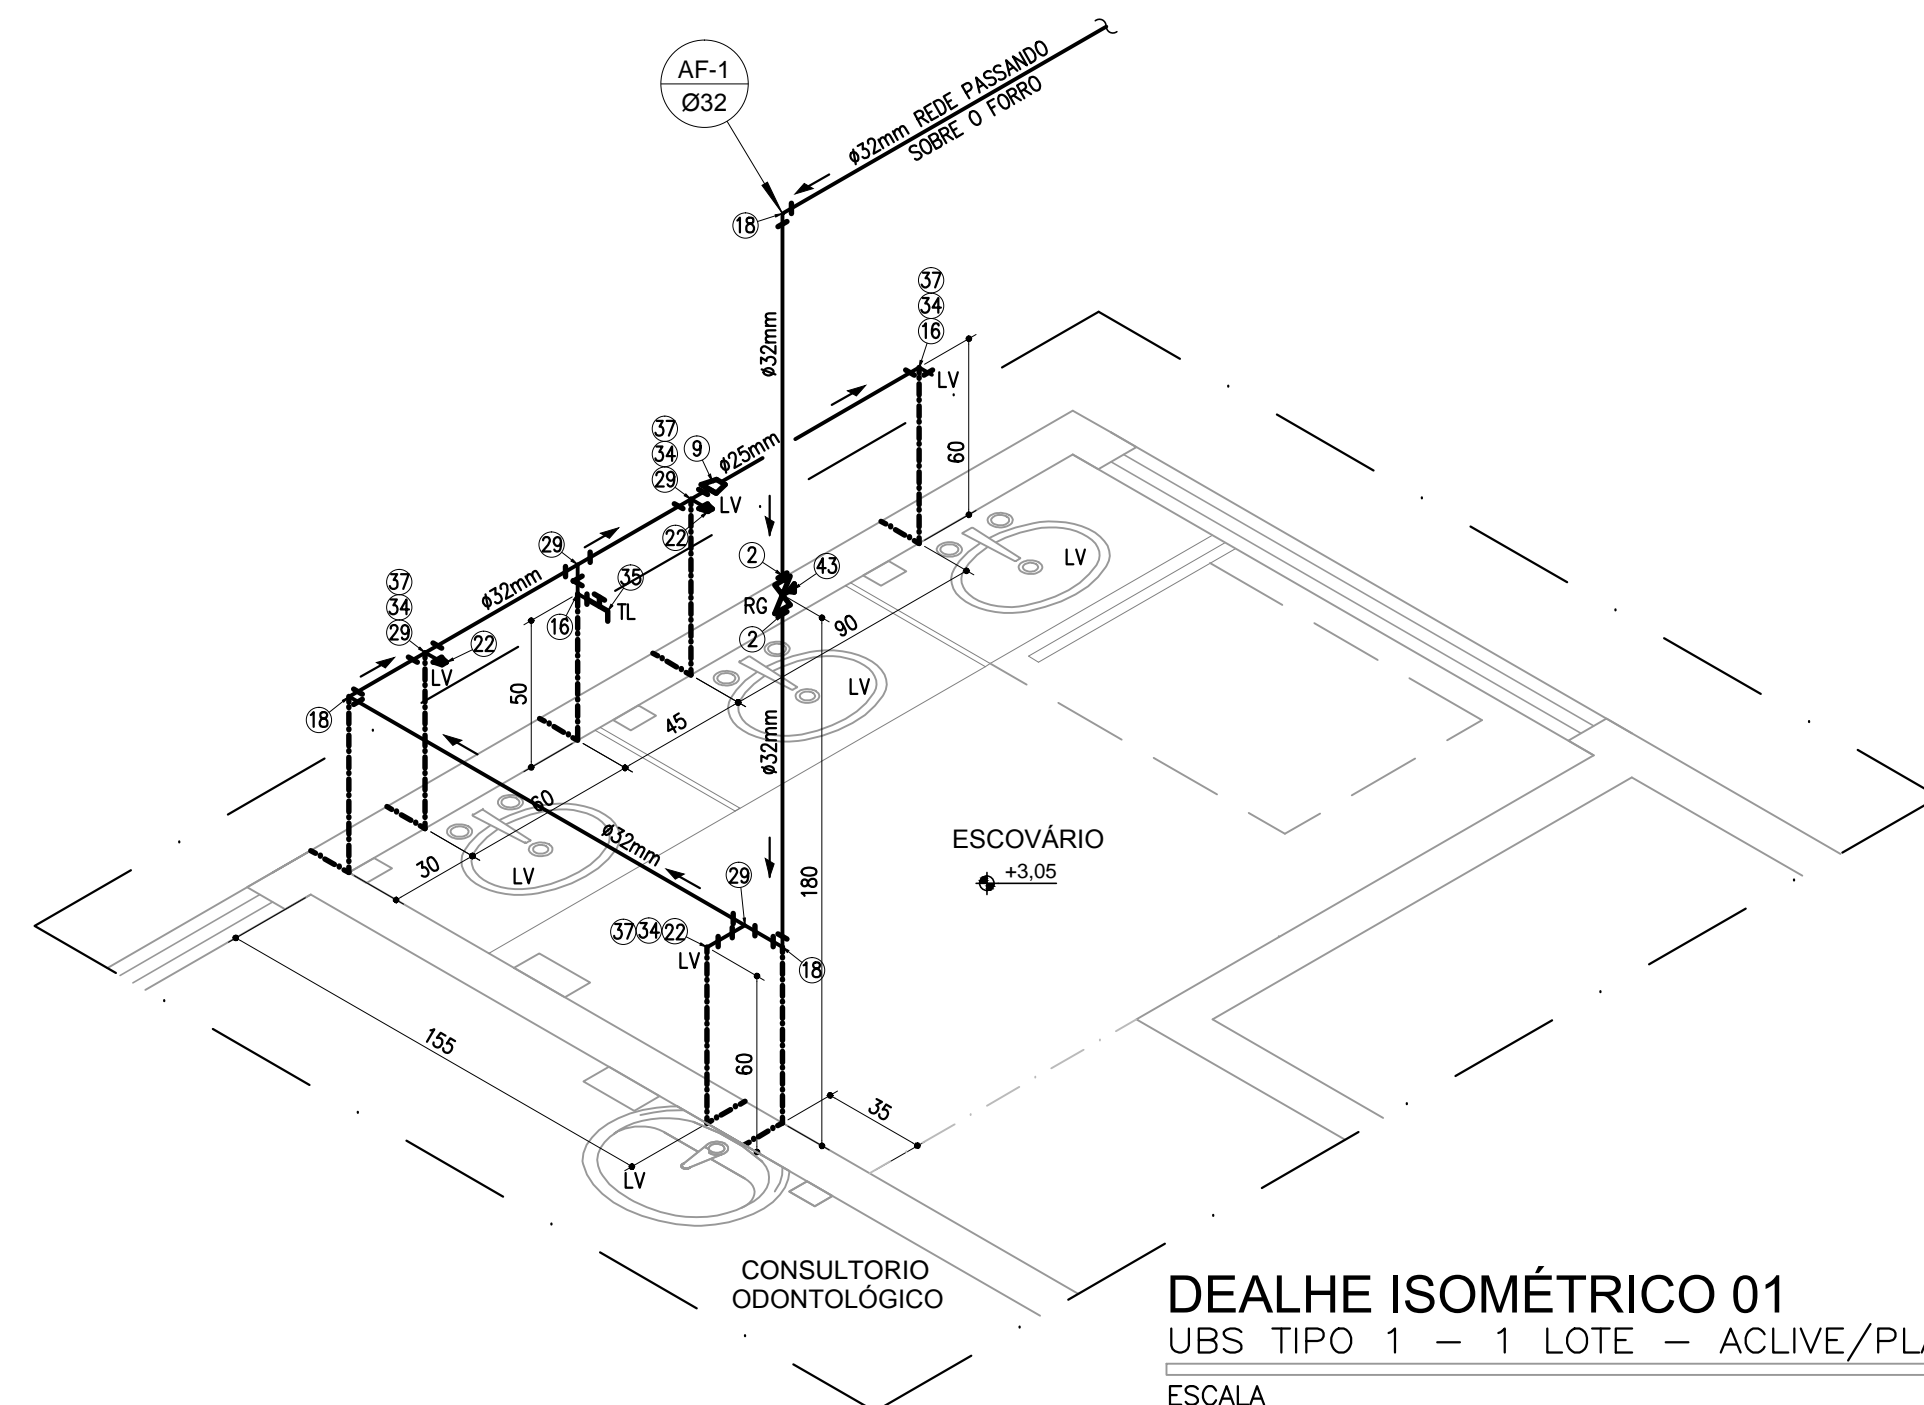 AF-1
Ø32
ø32mm REDE PASSANDO
SOBRE O FORRO
18
ø32mm
37
34
16
LV
60
37
34
29
9
ø25mm
LV
22
29
2
43
RG
2
35
TL
16
ø32mm
37
34
29
22
LV
18
50
45
90
LV
LV
ø32mm
60
30
LV
ø32mm
ESCOVÁRIO
+3,05
180
29
37 34 22
LV
18
60
155
35
LV
CONSULTORIO
ODONTOLÓGICO
DEALHE ISOMÉTRICO 01
UBS TIPO 1 – 1 LOTE – ACLIVE/PL
ESCALA